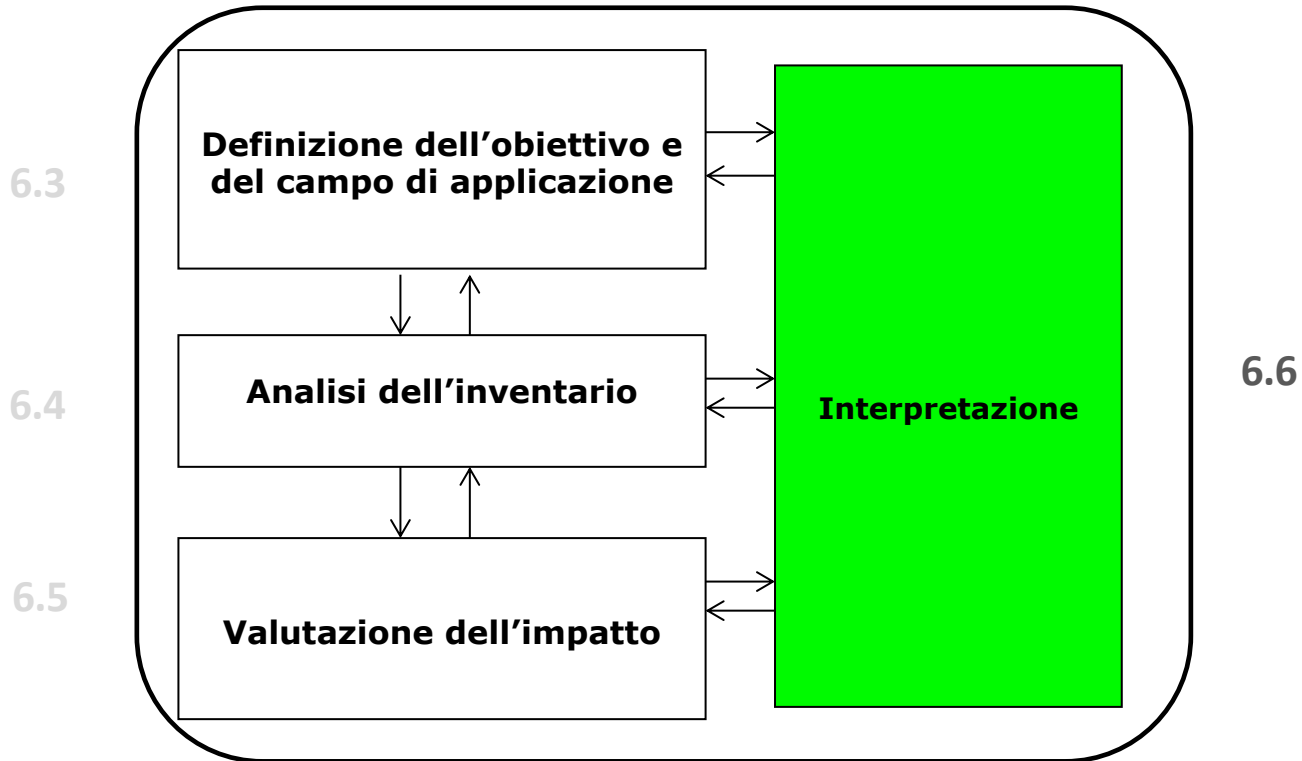 6.3
Definizione dell’obiettivo e
del campo di applicazione
6.4
Analisi dell’inventario
6.5
Valutazione dell’impatto
Interpretazione
6.6